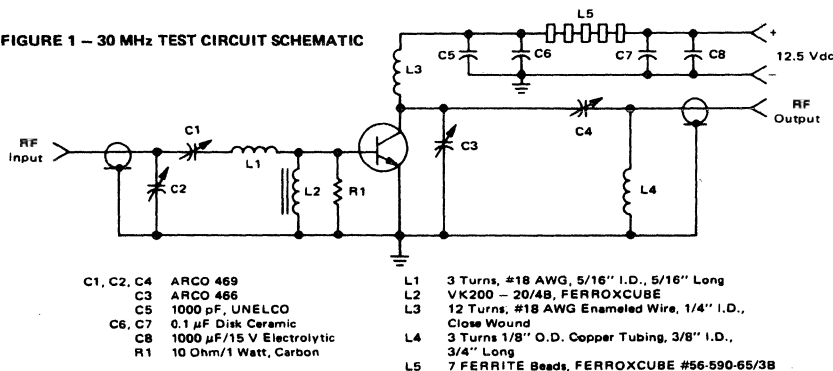 FIGURE 1 — 30 MHz TEST CIRCUIT SCHEMATIC
L5
+
C5
C6
C7
C8
12.5 Vdc
–
L3
RF
Output
C1
C4
RF
Input
L1
C3
C2
L2
R1
L4
C1, C2, C4 ARCO 469
C3 ARCO 466
C5 1000 pF, UNELCO
C6, C7 0.1 μF Disk Ceramic
C8 1000 μF/15 V Electrolytic
R1 10 Ohm/1 Watt, Carbon
L1 3 Turns, #18 AWG, 5/16" I.D., 5/16" Long
L2 VK200 – 20/4B, FERROXCUBE
L3 12 Turns, #18 AWG Enameled Wire, 1/4" I.D.,
Close Wound
L4 3 Turns 1/8" O.D. Copper Tubing, 3/8" I.D.,
3/4" Long
L5 7 FERRITE Beads, FERROXCUBE #56-590-65/3B